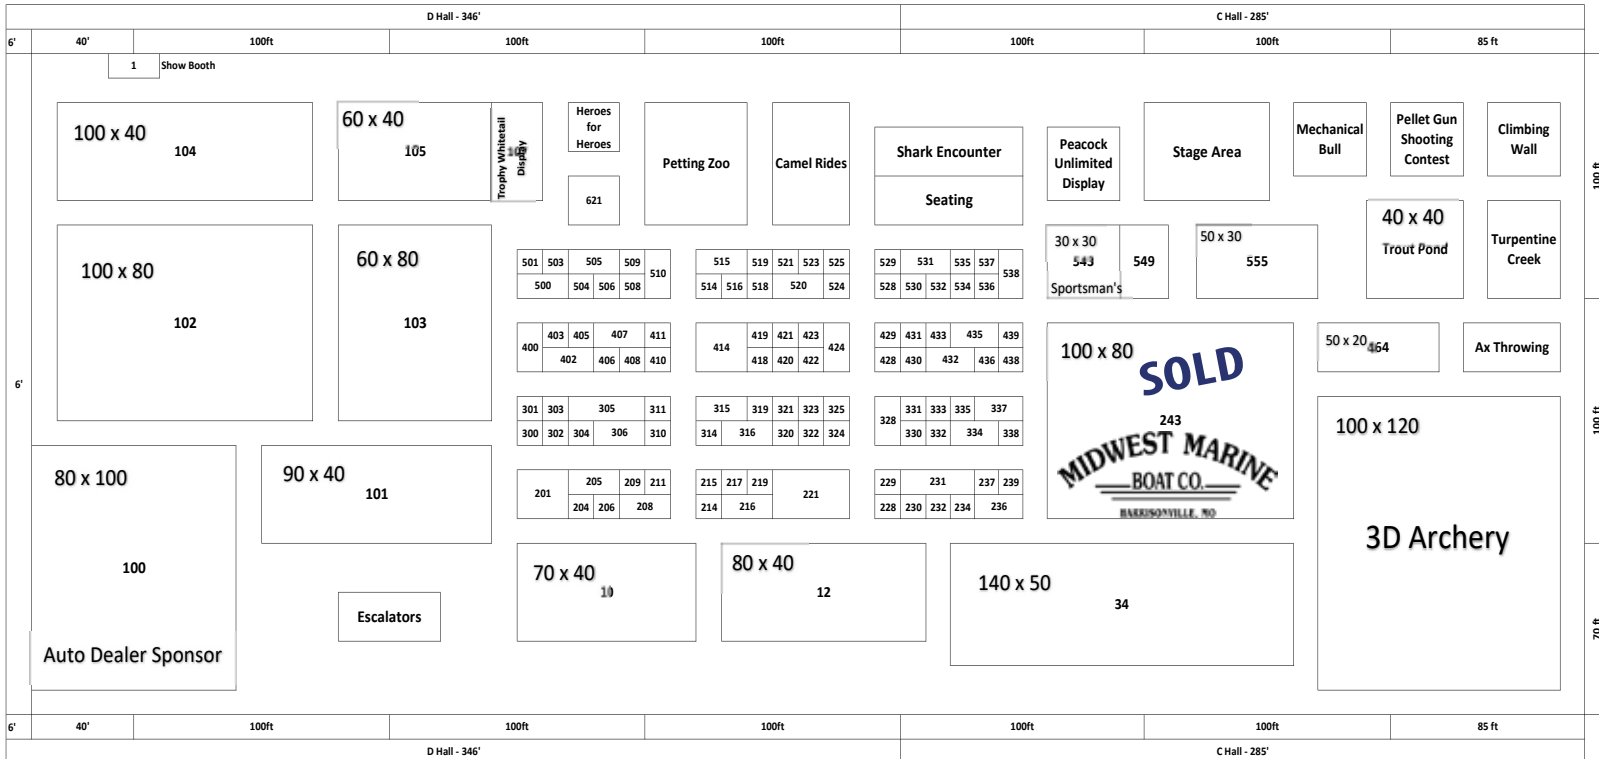 D Hall - 346' C Hall - 285'
6' 40' 100ft 100ft 100ft 100ft 100ft 85 ft
1 Show Booth
100 x 40
104
60 x 40
105
Trophy Whitetail
Display
Heroes
for
Heroes
621
Petting Zoo
Camel Rides
Shark Encounter
Seating
Peacock
Unlimited
Display
Stage Area
Mechanical
Bull
Pellet Gun
Shooting
Contest
Climbing
Wall
100 ft
100 x 80
102
60 x 80
103
501 503 505 509 510
500 504 506 508
515 519 521 523 525
514 516 518 520 524
529 531 535 537 538
528 530 532 534 536
30 x 30
543
Sportsman's
549
50 x 30
555
40 x 40
Trout Pond
Turpentine
Creek
6'
400 403 405 407 411
402 406 408 410
414 419 421 423 424
418 420 422
429 431 433 435 439
428 430 432 436 438
100 x 80
SOLD
243
MIDWEST MARINE
BOAT CO.
HARRISONVILLE, MO
50 x 20
464
Ax Throwing
100 ft
301 303 305 311
300 302 304 306 310
315 319 321 323 325
314 316 320 322 324
328 331 333 335 337
330 332 334 338
100 x 120
3D Archery
80 x 100
100
Auto Dealer Sponsor
90 x 40
101
201 205 209 211
204 206 208
215 217 219 221
214 216
229 231 237 239
228 230 232 234 236
Escalators
70 x 40
10
80 x 40
12
140 x 50
34
70 ft
6' 40' 100ft 100ft 100ft 100ft 100ft 85 ft
D Hall - 346' C Hall - 285'